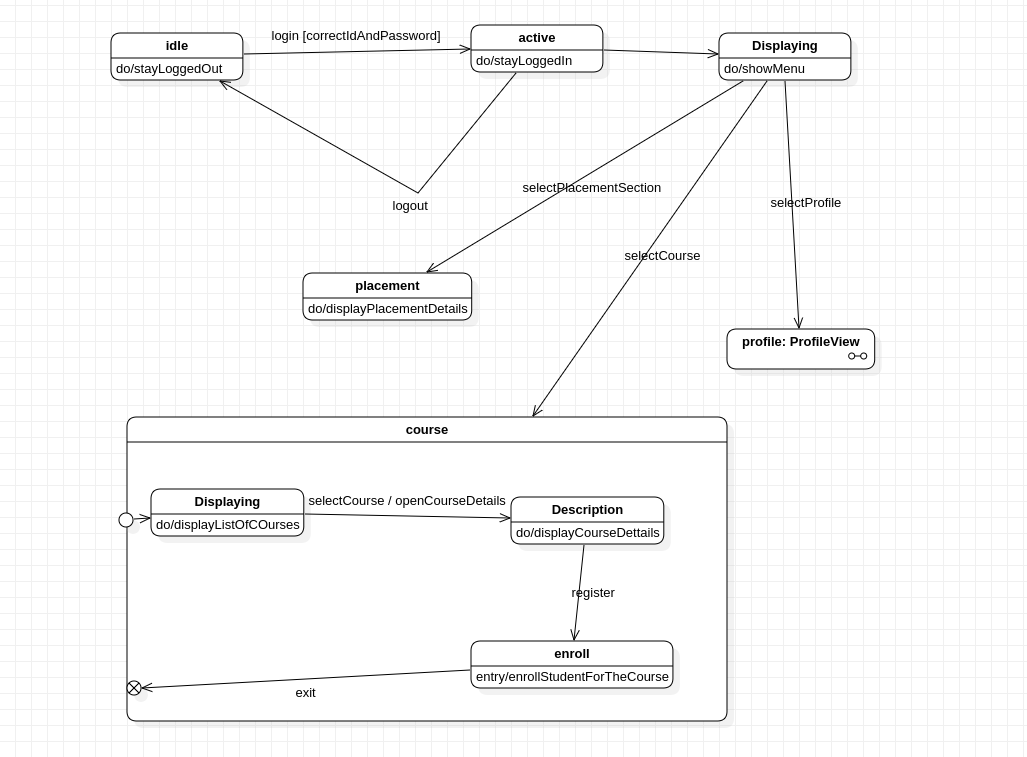 idle
do/stayLoggedOut
login [correctIdAndPassword]
active
do/stayLoggedIn
Displaying
do/showMenu
logout
selectPlacementSection
selectProfile
selectCourse
placement
do/displayPlacementDetails
profile: ProfileView
course
Displaying
do/displayListOfCOurses
selectCourse / openCourseDetails
Description
do/displayCourseDettails
register
enroll
entry/enrollStudentForTheCourse
exit